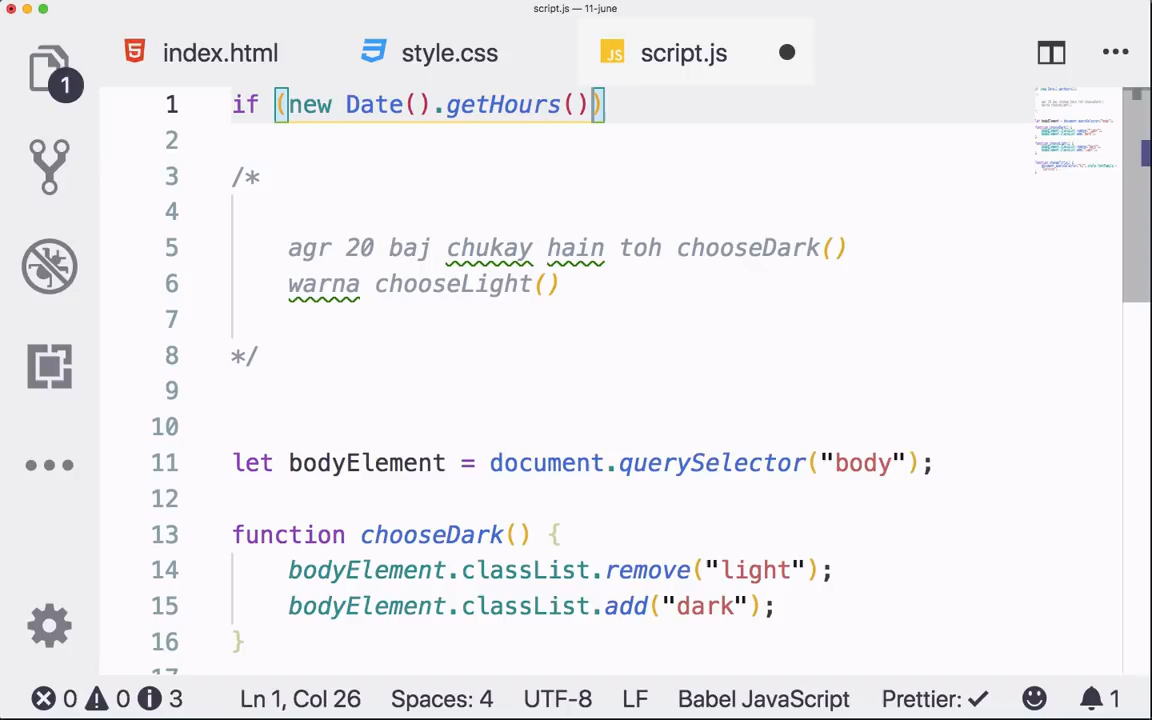 script.js — 11-june
1
index.html
style.css
JS script.js
1 if (new Date().getHours())
2
3 /*
4
5 agr 20 baj chukay hain toh chooseDark()
6 warna chooseLight()
7
8 */
9
10
11 let bodyElement = document.querySelector("body");
12
13 function chooseDark() {
14 bodyElement.classList.remove("light");
15 bodyElement.classList.add("dark");
16 }
17
0 0 3 Ln 1, Col 26 Spaces: 4 UTF-8 LF Babel JavaScript Prettier: ✓ 1